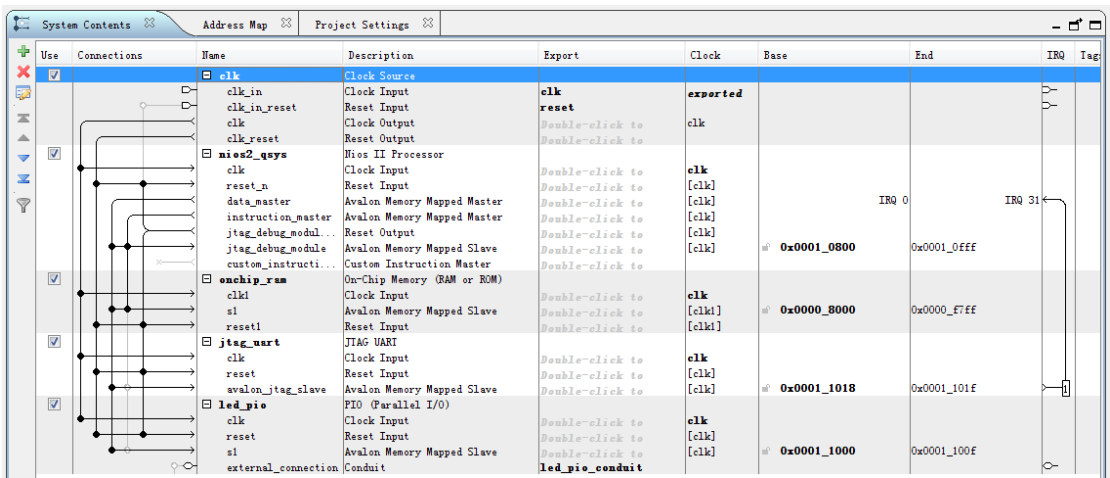 System Contents Address Map Project Settings
Use Connections Name Description Export Clock Base End IRQ Tags
clk Clock Source
clk_in Clock Input clk exported
clk_in_reset Reset Input reset
clk Clock Output Double-click to clk
clk_reset Reset Output Double-click to
nios2_qsys Nios II Processor
clk Clock Input Double-click to clk
reset_n Reset Input Double-click to [clk]
data_master Avalon Memory Mapped Master Double-click to [clk] IRQ 0 IRQ 31
instruction_master Avalon Memory Mapped Master Double-click to [clk]
jtag_debug_modul... Reset Output Double-click to [clk]
jtag_debug_module Avalon Memory Mapped Slave Double-click to [clk] 0x0001_0800 0x0001_0fff
custom_instructi... Custom Instruction Master Double-click to
onchip_ram On-Chip Memory (RAM or ROM)
clk1 Clock Input Double-click to clk
s1 Avalon Memory Mapped Slave Double-click to [clk1] 0x0000_8000 0x0000_f7ff
reset1 Reset Input Double-click to [clk1]
jtag_uart JTAG UART
clk Clock Input Double-click to clk
reset Reset Input Double-click to [clk]
avalon_jtag_slave Avalon Memory Mapped Slave Double-click to [clk] 0x0001_1018 0x0001_101f 1
led_pio PIO (Parallel I/O)
clk Clock Input Double-click to clk
reset Reset Input Double-click to [clk]
s1 Avalon Memory Mapped Slave Double-click to [clk] 0x0001_1000 0x0001_100f
external_connection Conduit led_pio_conduit